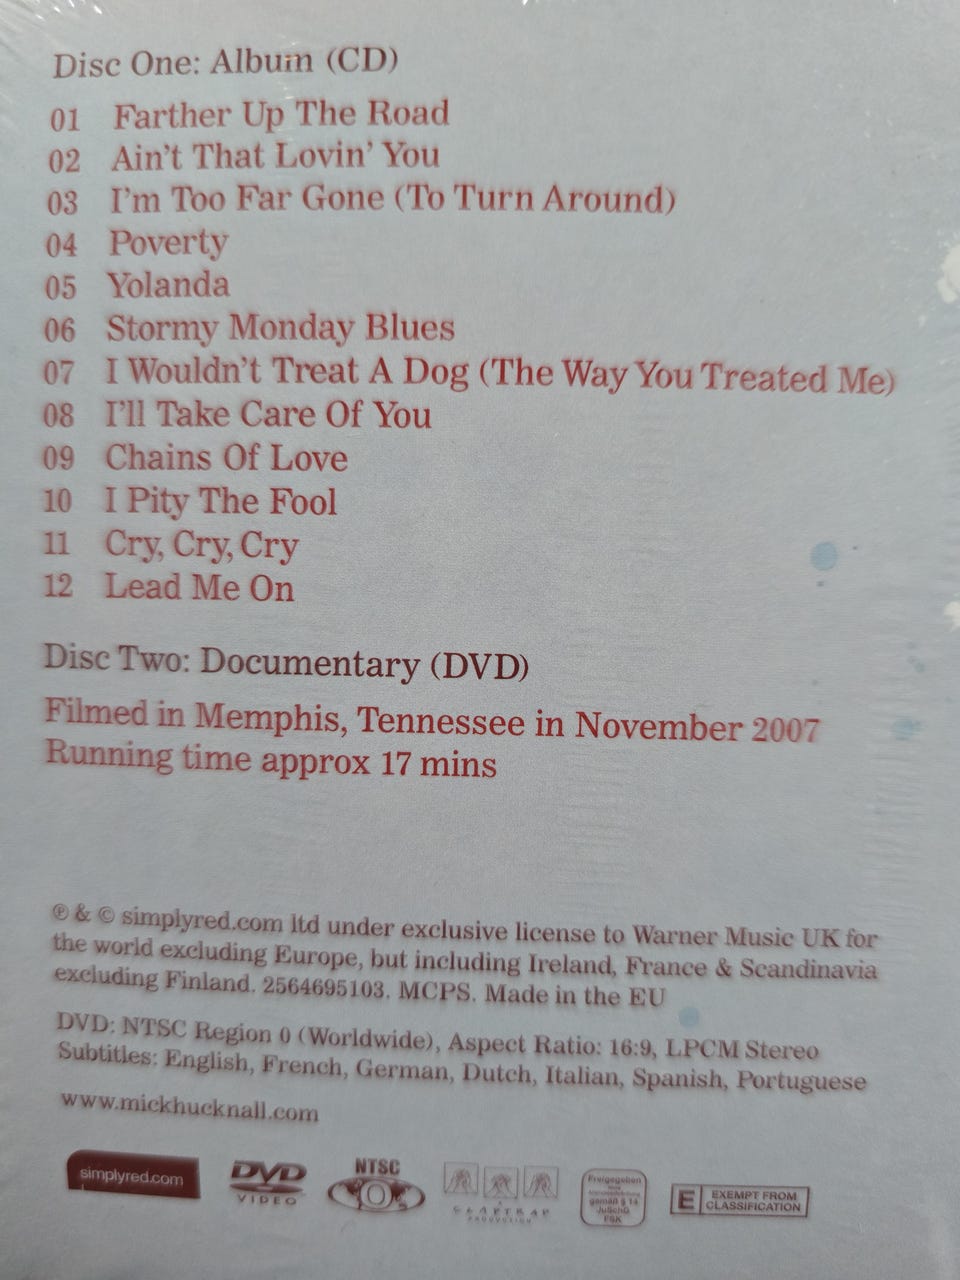 Disc One: Album (CD)
01 Farther Up The Road
02 Ain't That Lovin' You
03 I'm Too Far Gone (To Turn Around)
04 Poverty
05 Yolanda
06 Stormy Monday Blues
07 I Wouldn't Treat A Dog (The Way You Treated Me)
08 I'll Take Care Of You
09 Chains Of Love
10 I Pity The Fool
11 Cry, Cry, Cry
12 Lead Me On
Disc Two: Documentary (DVD)
Filmed in Memphis, Tennessee in November 2007
Running time approx 17 mins
℗ & © simplyred.com ltd under exclusive license to Warner Music UK for
the world excluding Europe, but including Ireland, France & Scandinavia
excluding Finland. 2564695103. MCPS. Made in the EU
DVD: NTSC Region 0 (Worldwide), Aspect Ratio: 16:9, LPCM Stereo
Subtitles: English, French, German, Dutch, Italian, Spanish, Portuguese
www.mickhucknall.com
simplyred.com
DVD
VIDEO
NTSC
0
A
CLAPTRAP
PRODUCTION
Freigegeben
gemäß § 14
JuSchG
FSK
E EXEMPT FROM
CLASSIFICATION